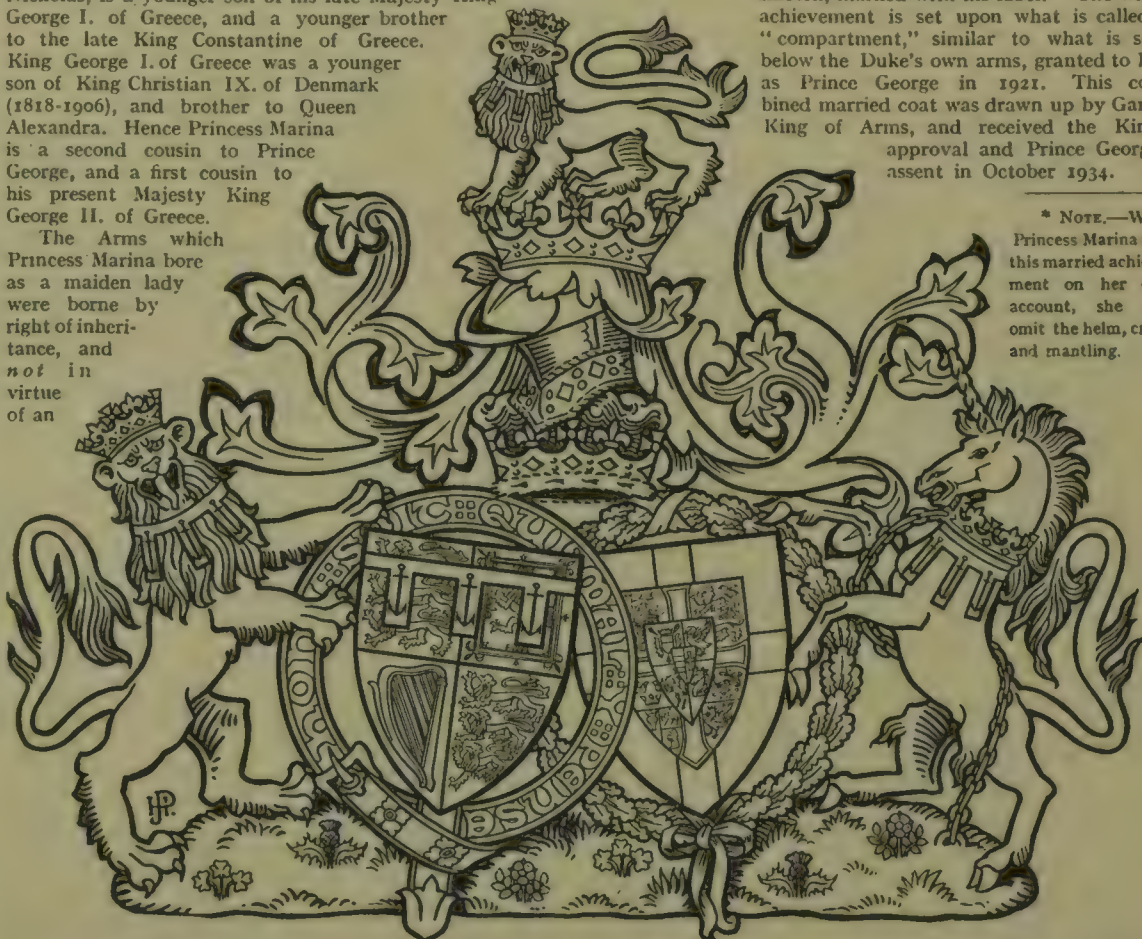 George I. of Greece, and a younger brother
to the late King Constantine of Greece.
King George I. of Greece was a younger
son of King Christian IX. of Denmark
(1818-1906), and brother to Queen
Alexandra. Hence Princess Marina
is a second cousin to Prince
George, and a first cousin to
his present Majesty King
George II. of Greece.
The Arms which
Princess Marina bore
as a maiden lady
were borne by
right of inheri-
tance, and
not in
virtue
of an
achievement is set upon what is called
“compartment,” similar to what is
below the Duke's own arms, granted to
as Prince George in 1921. This
bined married coat was drawn up by
King of Arms, and received the
approval and Prince
assent in October 1934.
* NOTE.—
Princess Marina
this married
ment on her
account, she
omit the helm,
and mantling.